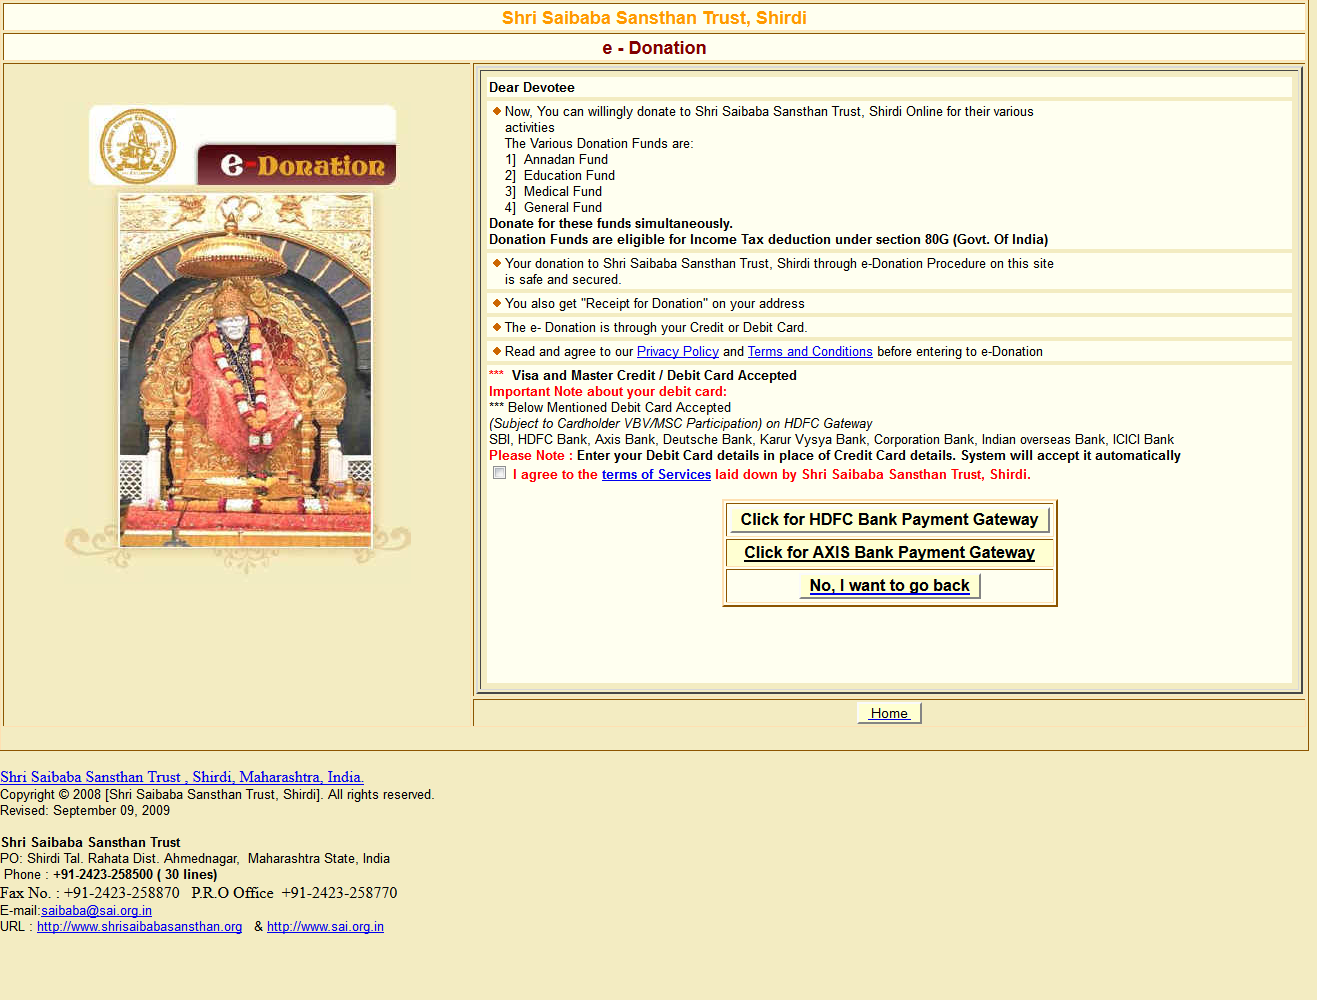 Shri Saibaba Sansthan Trust, Shirdi
e - Donation
e-Donation
Dear Devotee
Now, You can willingly donate to Shri Saibaba Sansthan Trust, Shirdi Online for their various
activities
The Various Donation Funds are:
1] Annadan Fund
2] Education Fund
3] Medical Fund
4] General Fund
Donate for these funds simultaneously.
Donation Funds are eligible for Income Tax deduction under section 80G (Govt. Of India)
Your donation to Shri Saibaba Sansthan Trust, Shirdi through e-Donation Procedure on this site
is safe and secured.
You also get "Receipt for Donation" on your address
The e- Donation is through your Credit or Debit Card.
Read and agree to our Privacy Policy and Terms and Conditions before entering to e-Donation
*** Visa and Master Credit / Debit Card Accepted
Important Note about your debit card:
*** Below Mentioned Debit Card Accepted
(Subject to Cardholder VBV/MSC Participation) on HDFC Gateway
SBI, HDFC Bank, Axis Bank, Deutsche Bank, Karur Vysya Bank, Corporation Bank, Indian overseas Bank, ICICI Bank
Please Note : Enter your Debit Card details in place of Credit Card details. System will accept it automatically
I agree to the terms of Services laid down by Shri Saibaba Sansthan Trust, Shirdi.
Click for HDFC Bank Payment Gateway
Click for AXIS Bank Payment Gateway
No, I want to go back
Home
Shri Saibaba Sansthan Trust , Shirdi, Maharashtra, India.
Copyright © 2008 [Shri Saibaba Sansthan Trust, Shirdi]. All rights reserved.
Revised: September 09, 2009
Shri Saibaba Sansthan Trust
PO: Shirdi Tal. Rahata Dist. Ahmednagar, Maharashtra State, India
Phone : +91-2423-258500 ( 30 lines)
Fax No. : +91-2423-258870 P.R.O Office +91-2423-258770
E-mail:saibaba@sai.org.in
URL : http://www.shrisaibabasansthan.org & http://www.sai.org.in